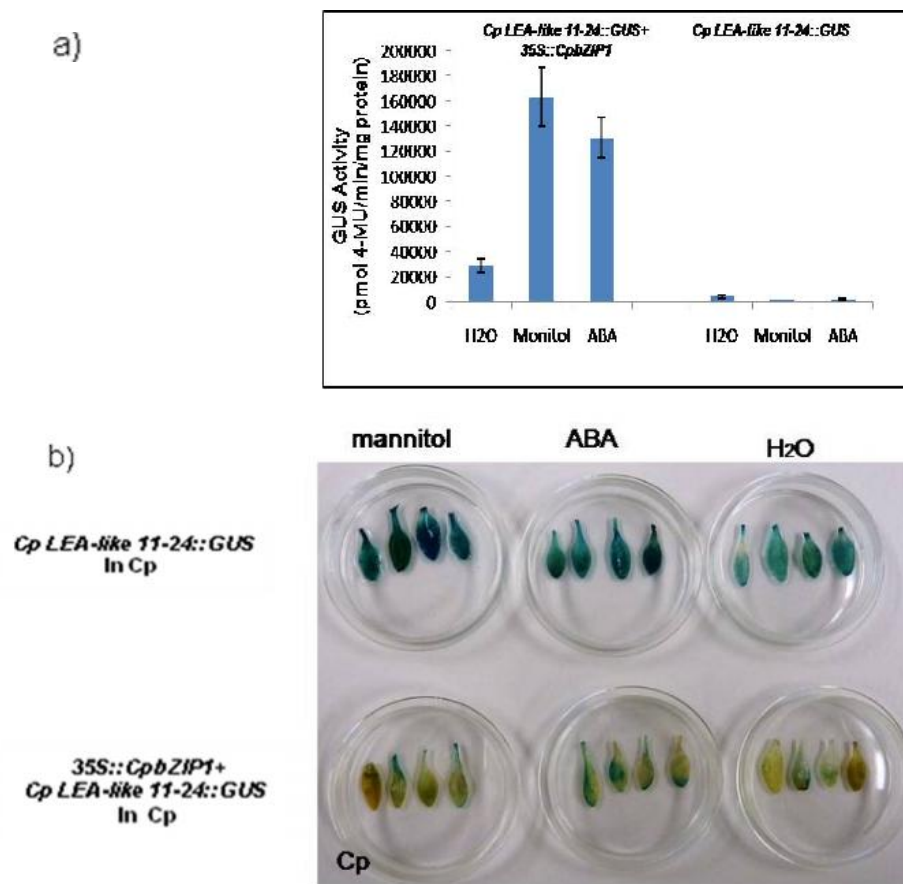 a)
Cp LEA-like 11-24::GUS+
35S::CpbZIP1
Cp LEA-like 11-24::GUS
GUS Activity
(pmol 4-MU/min/mg protein)
200000
180000
160000
140000
120000
100000
80000
60000
40000
20000
0
H2O Monitol ABA H2O Monitol ABA
b)
mannitol ABA H2O
Cp LEA-like 11-24::GUS
In Cp
35S::CpbZIP1+
Cp LEA-like 11-24::GUS
In Cp
Cp